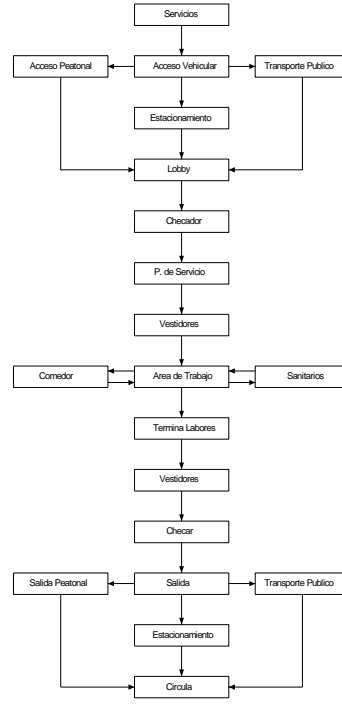 Servicios
Acceso Peatonal
Acceso Vehicular
Transporte Publico
Estacionamiento
Lobby
Checador
P. de Servicio
Vestidores
Comedor
Area de Trabajo
Sanitarios
Termina Labores
Vestidores
Checar
Salida Peatonal
Salida
Transporte Publico
Estacionamiento
Circula